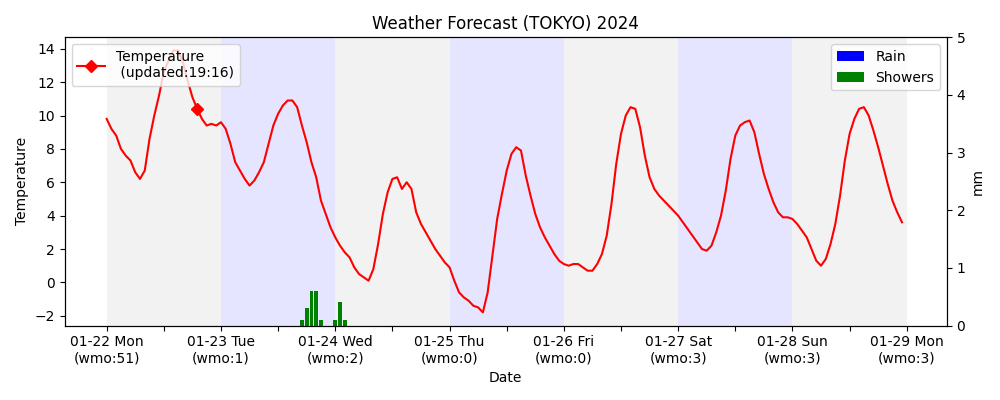 Weather Forecast (TOKYO) 2024
Temperature
(updated:19:16)
Rain
Showers
14
12
10
8
6
4
2
0
−2
Temperature
5
4
3
2
1
0
mm
01-22 Mon
(wmo:51)
01-23 Tue
(wmo:1)
01-24 Wed
(wmo:2)
01-25 Thu
(wmo:0)
01-26 Fri
(wmo:0)
01-27 Sat
(wmo:3)
01-28 Sun
(wmo:3)
01-29 Mon
(wmo:3)
Date